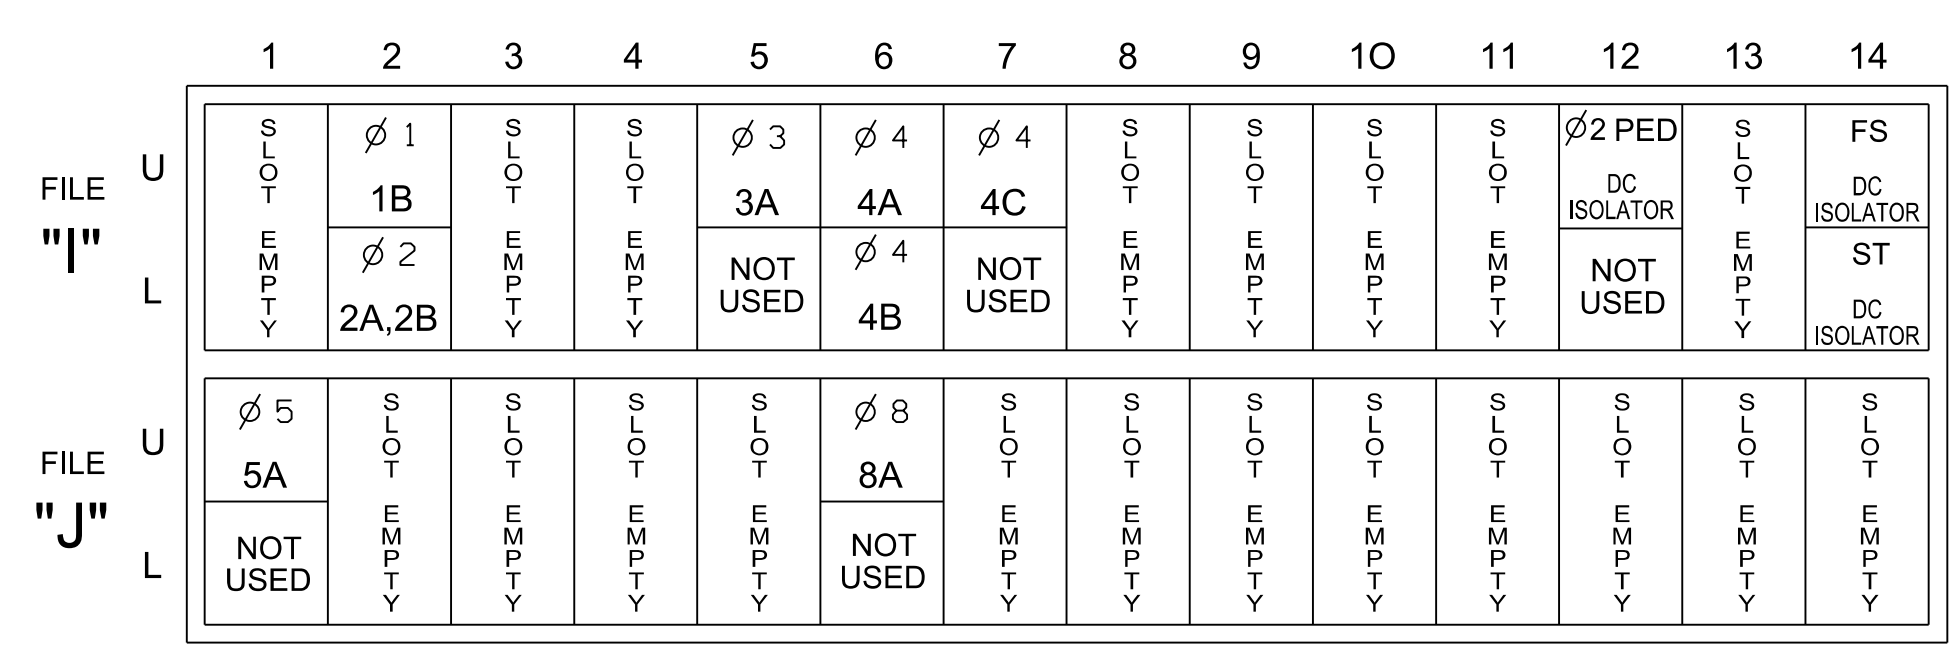 1 2 3 4 5 6 7 8 9 10 11 12 13 14
FILE "I"
U
L
SLOT EMPTY
Ø 1
1B
Ø 2
2A,2B
SLOT EMPTY
SLOT EMPTY
Ø 3
3A
NOT
USED
Ø 4
4A
Ø 4
4B
Ø 4
4C
NOT
USED
SLOT EMPTY
SLOT EMPTY
SLOT EMPTY
SLOT EMPTY
Ø2 PED
DC
ISOLATOR
NOT
USED
SLOT EMPTY
FS
DC
ISOLATOR
ST
DC
ISOLATOR
FILE "J"
U
L
Ø 5
5A
NOT
USED
SLOT EMPTY
SLOT EMPTY
SLOT EMPTY
SLOT EMPTY
Ø 8
8A
NOT
USED
SLOT EMPTY
SLOT EMPTY
SLOT EMPTY
SLOT EMPTY
SLOT EMPTY
SLOT EMPTY
SLOT EMPTY
SLOT EMPTY